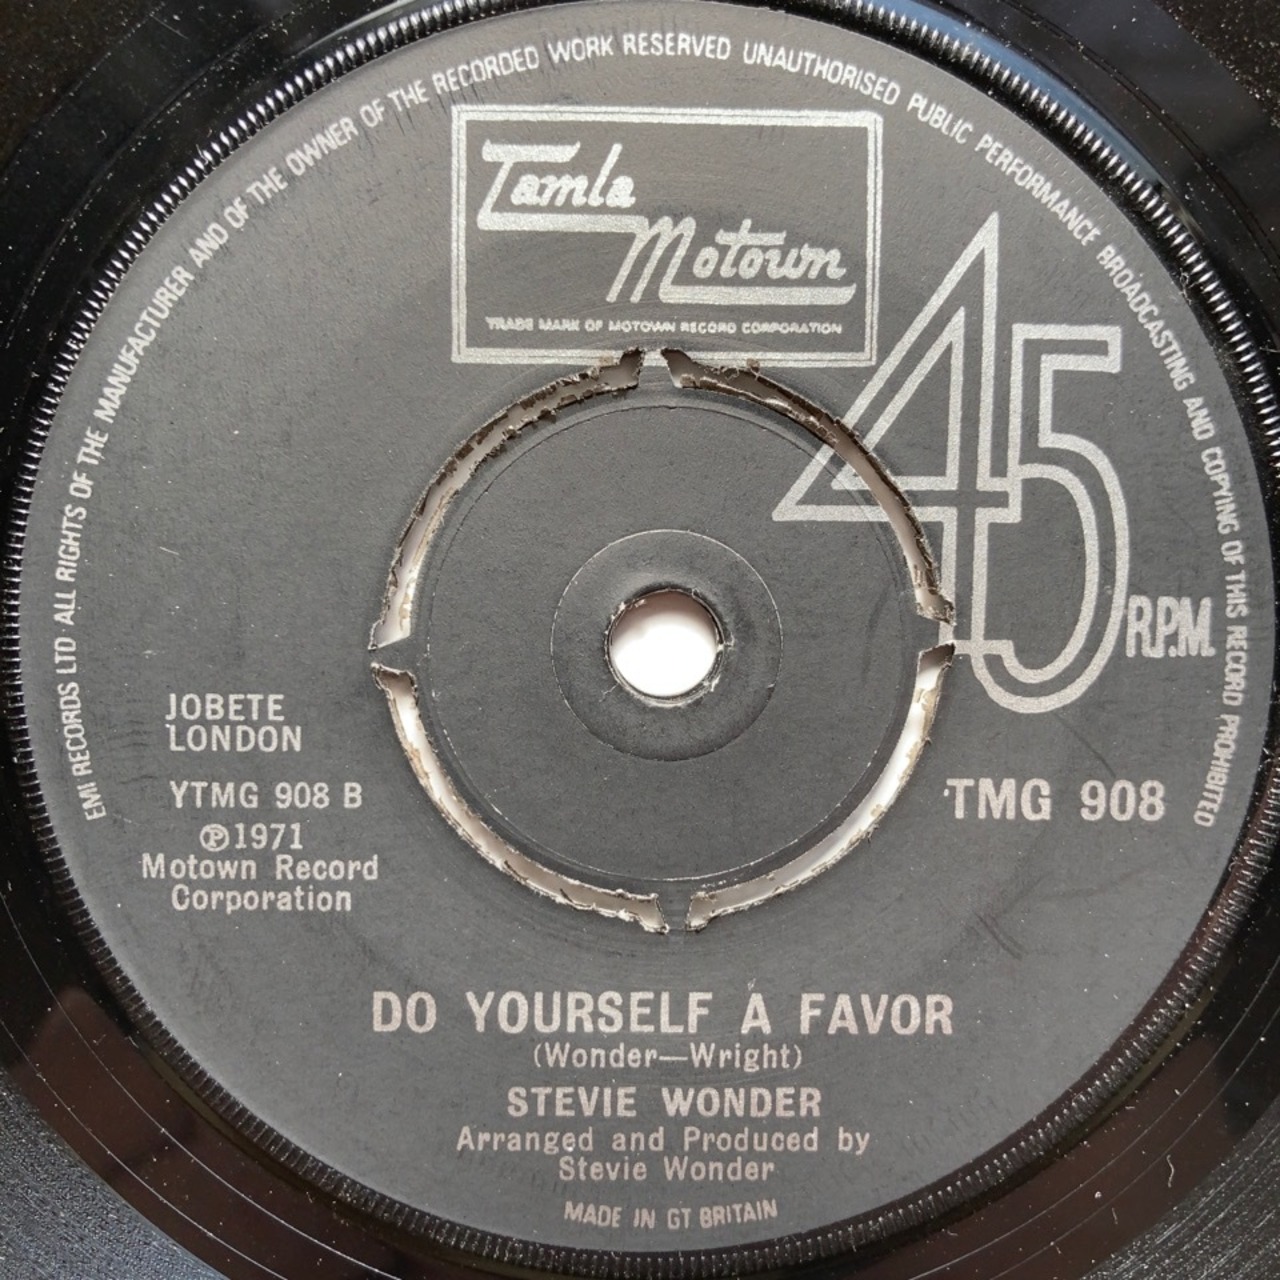 EMI RECORDS LTD ALL RIGHTS OF THE MANUFACTURER AND OF THE OWNER OF THE RECORDED WORK RESERVED UNAUTHORISED PUBLIC PERFORMANCE BROADCASTING AND COPYING OF THIS RECORD PROHIBITED
Tamla
Motown
TRADE MARK OF MOTOWN RECORD CORPORATION
45
R.P.M.
JOBETE
LONDON
YTMG 908 B
℗1971
Motown Record
Corporation
TMG 908
DO YOURSELF A FAVOR
(Wonder—Wright)
STEVIE WONDER
Arranged and Produced by
Stevie Wonder
MADE IN GT BRITAIN